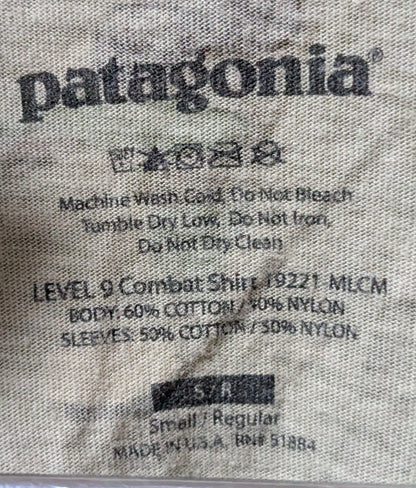 patagonia®
Machine Wash Cold, Do Not Bleach
Tumble Dry Low, Do Not Iron,
Do Not Dry Clean
LEVEL 9 Combat Shirt 19221-MLCM
BODY: 60% COTTON / 40% NYLON
SLEEVES: 50% COTTON / 50% NYLON
S / R
Small / Regular
MADE IN U.S.A. RN# 51884